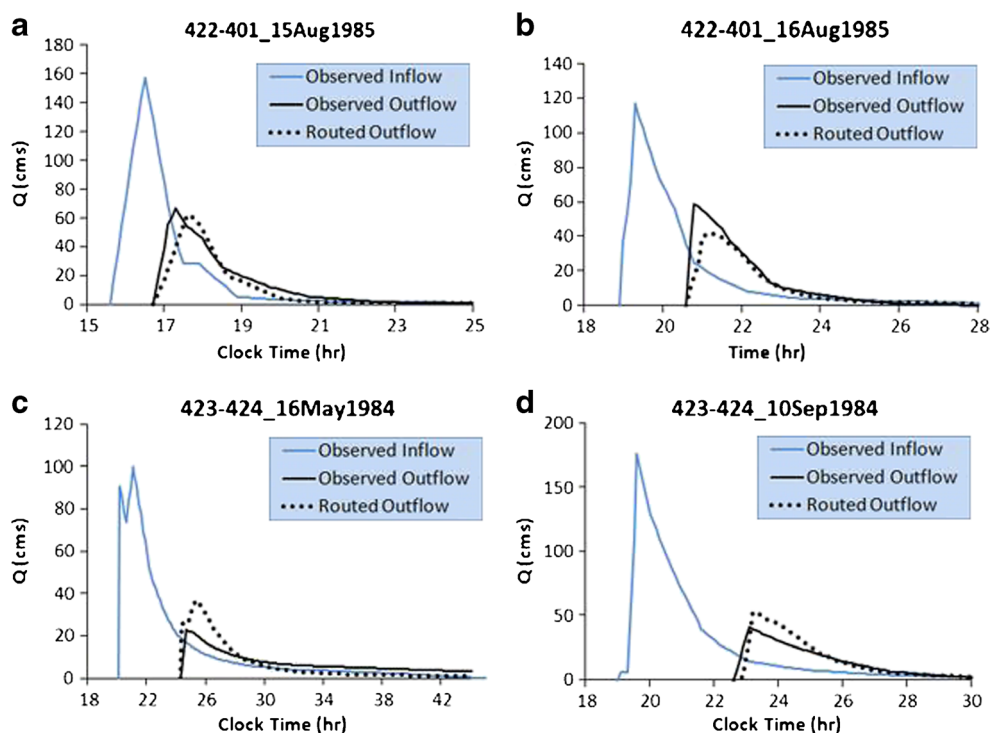 a
422-401_15Aug1985
180
160
140
120
100
80
60
40
20
0
Q (cms)
Observed Inflow
Observed Outflow
Routed Outflow
15 17 19 21 23 25
Clock Time (hr)
b
422-401_16Aug1985
140
120
100
80
60
40
20
0
Q (cms)
Observed Inflow
Observed Outflow
Routed Outflow
18 20 22 24 26 28
Time (hr)
c
423-424_16May1984
120
100
80
60
40
20
0
Q (cms)
Observed Inflow
Observed Outflow
Routed Outflow
18 22 26 30 34 38 42
Clock Time (hr)
d
423-424_10Sep1984
200
150
100
50
0
Q (cms)
Observed Inflow
Observed Outflow
Routed Outflow
18 20 22 24 26 28 30
Clock Time (hr)